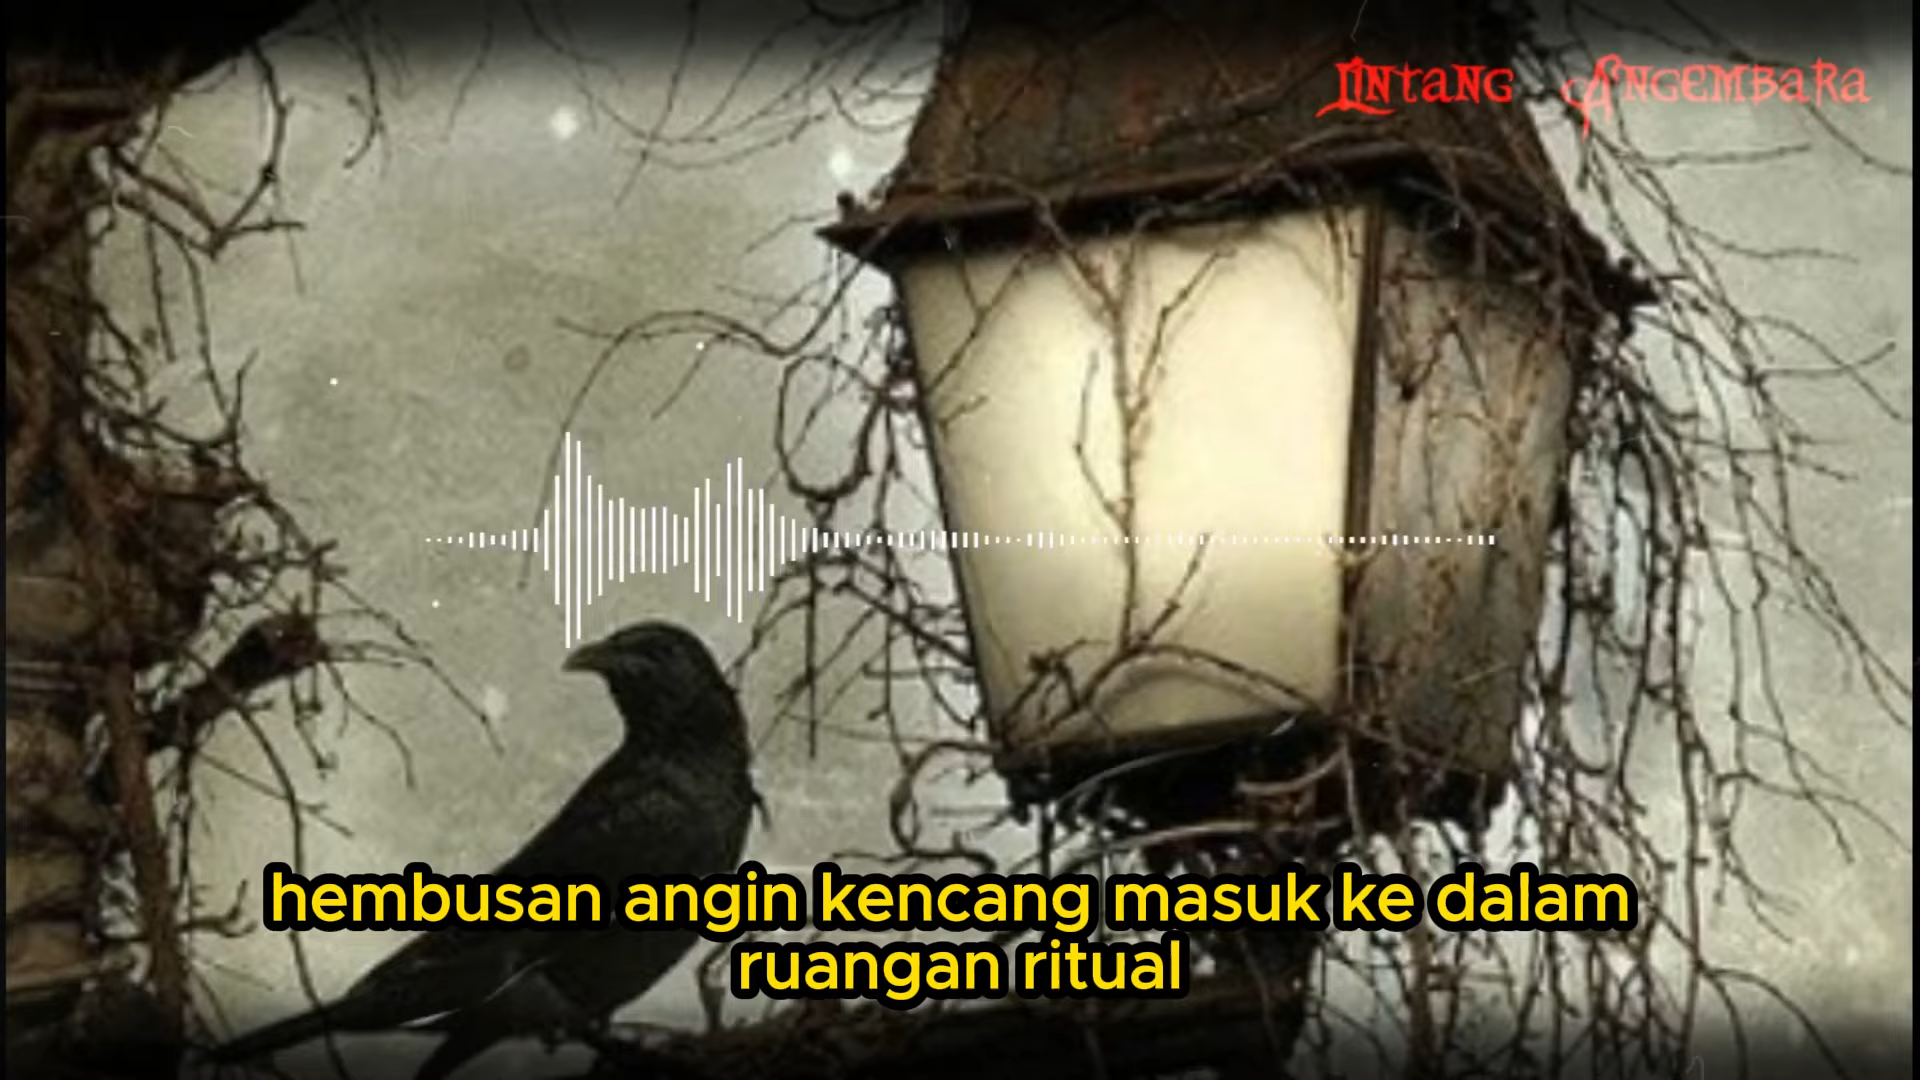 Lintang Angembara
hembusan angin kencang masuk ke dalam
ruangan ritual